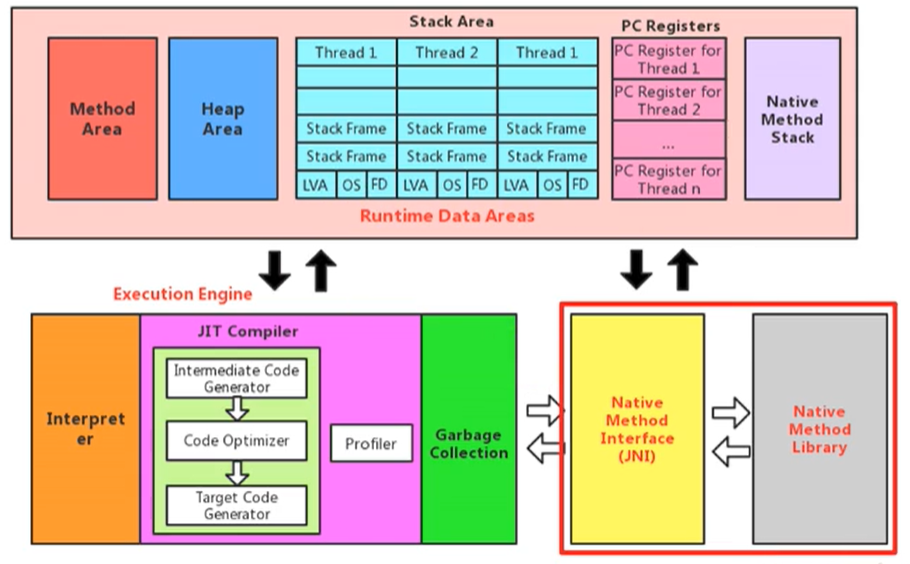 Stack Area
PC Registers
Method
Area
Heap
Area
Thread 1
Thread 2
Thread 1
Stack Frame
Stack Frame
Stack Frame
Stack Frame
Stack Frame
Stack Frame
LVA
OS
FD
LVA
OS
FD
LVA
OS
FD
PC Register for
Thread 1
PC Register for
Thread 2
...
PC Register for
Thread n
Native
Method
Stack
Runtime Data Areas
Execution Engine
Interpret
er
JIT Compiler
Intermediate Code
Generator
Code Optimizer
Target Code
Generator
Profiler
Garbage
Collection
Native
Method
Interface
(JNI)
Native
Method
Library